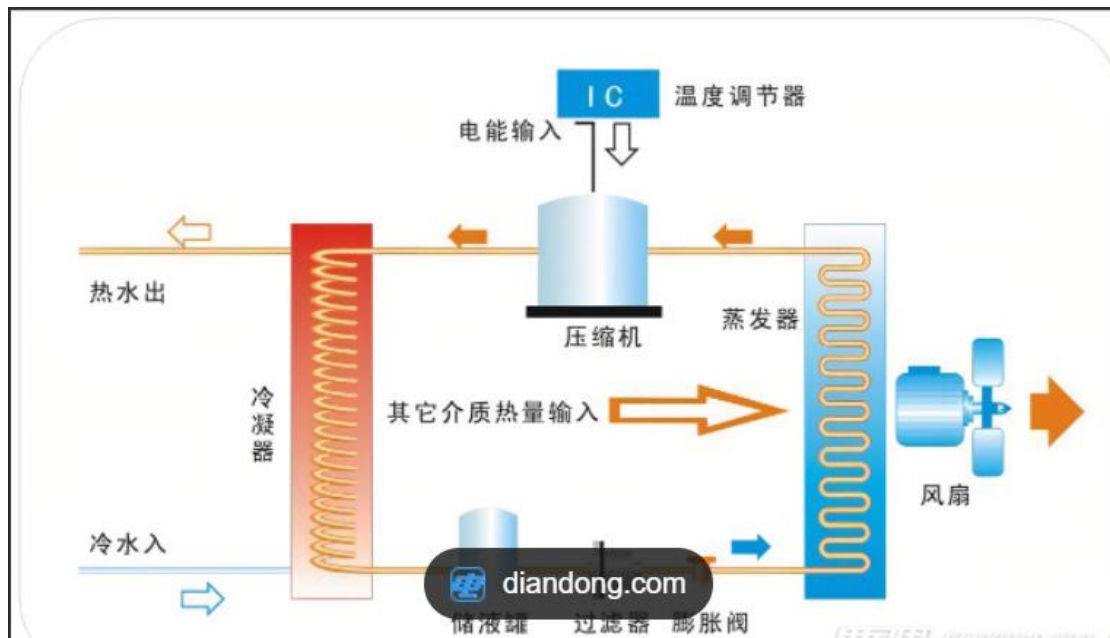 IC
温度调节器
电能输入
热水出
压缩机
蒸发器
冷凝器
其它介质热量输入
风扇
冷水入
电 diandong.com
储液罐
过滤器
膨胀阀